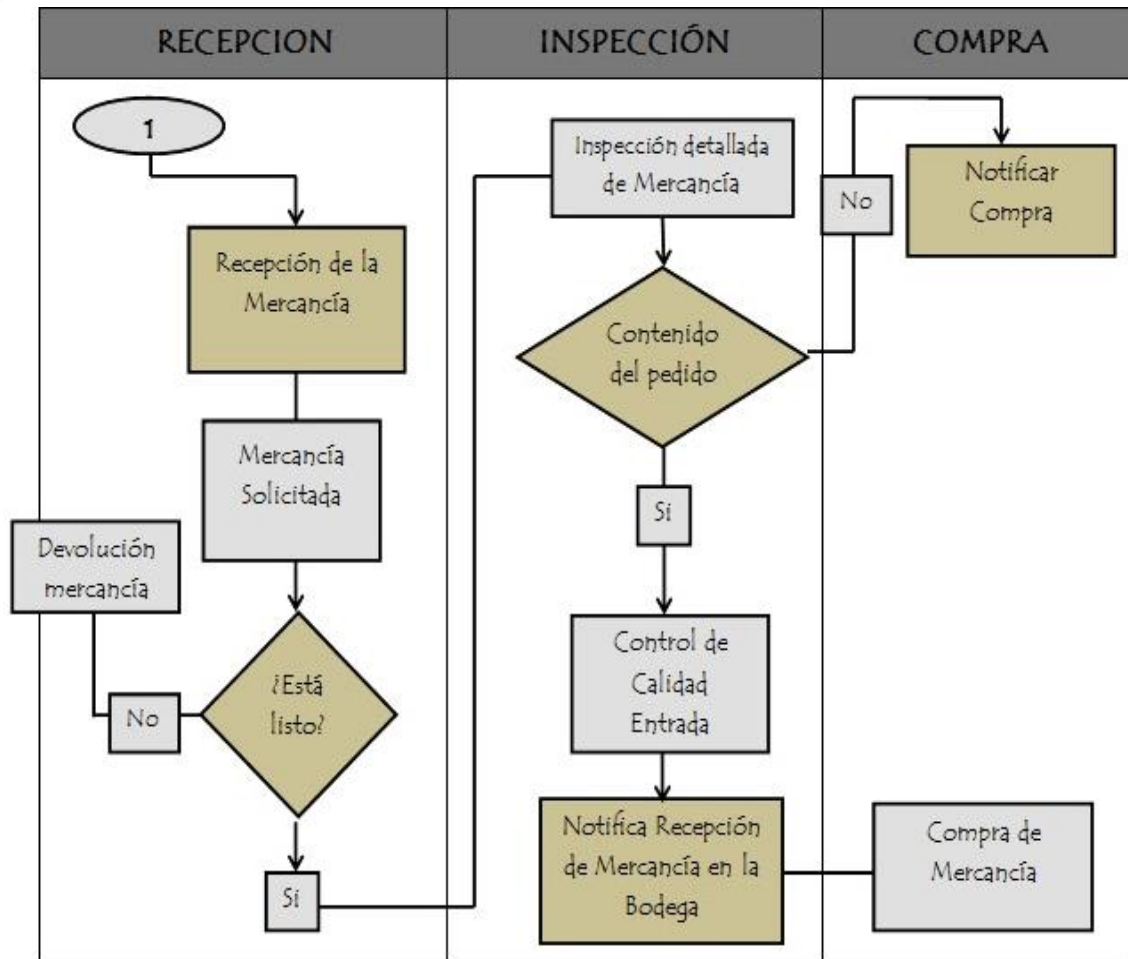 RECEPCION
INSPECCIÓN
COMPRA
1
Recepción de la
Mercancía
Mercancía
Solicitada
Devolución
mercancía
¿Está
listo?
No
Si
Inspección detallada
de Mercancía
Contenido
del pedido
Si
Control de
Calidad
Entrada
Notifica Recepción
de Mercancía en la
Bodega
No
Notificar
Compra
Compra de
Mercancía